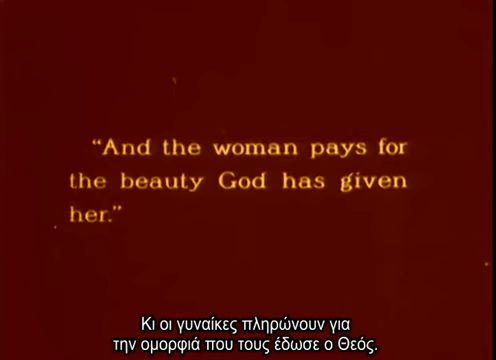 “And the woman pays for
the beauty God has given
her.”
Κι οι γυναίκες πληρώνουν για
την ομορφιά που τους έδωσε ο Θεός.